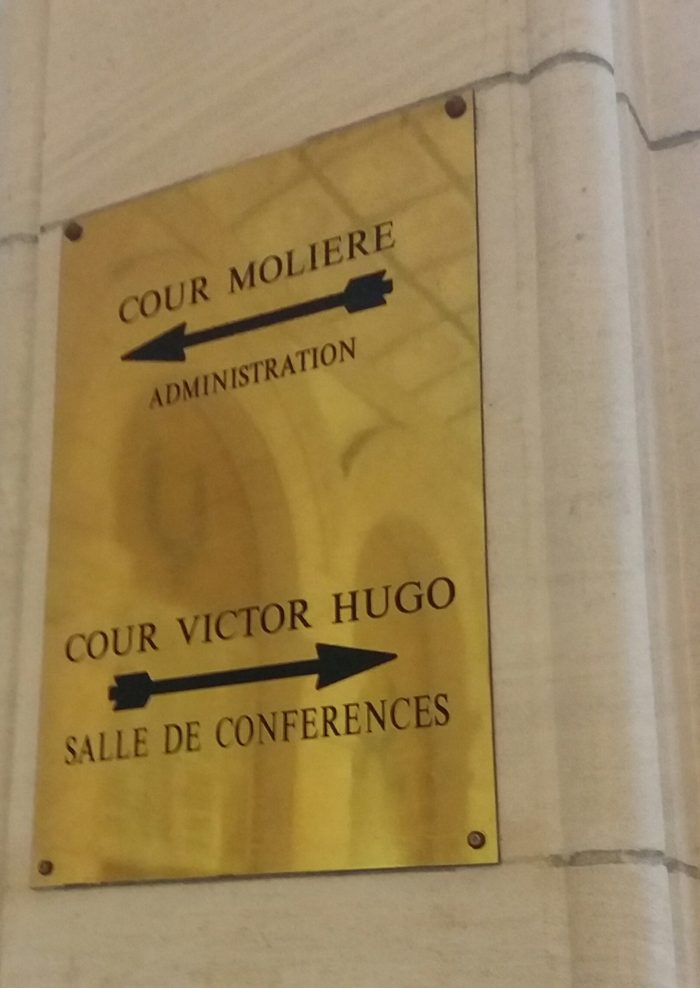 COUR MOLIERE
ADMINISTRATION
COUR VICTOR HUGO
SALLE DE CONFERENCES